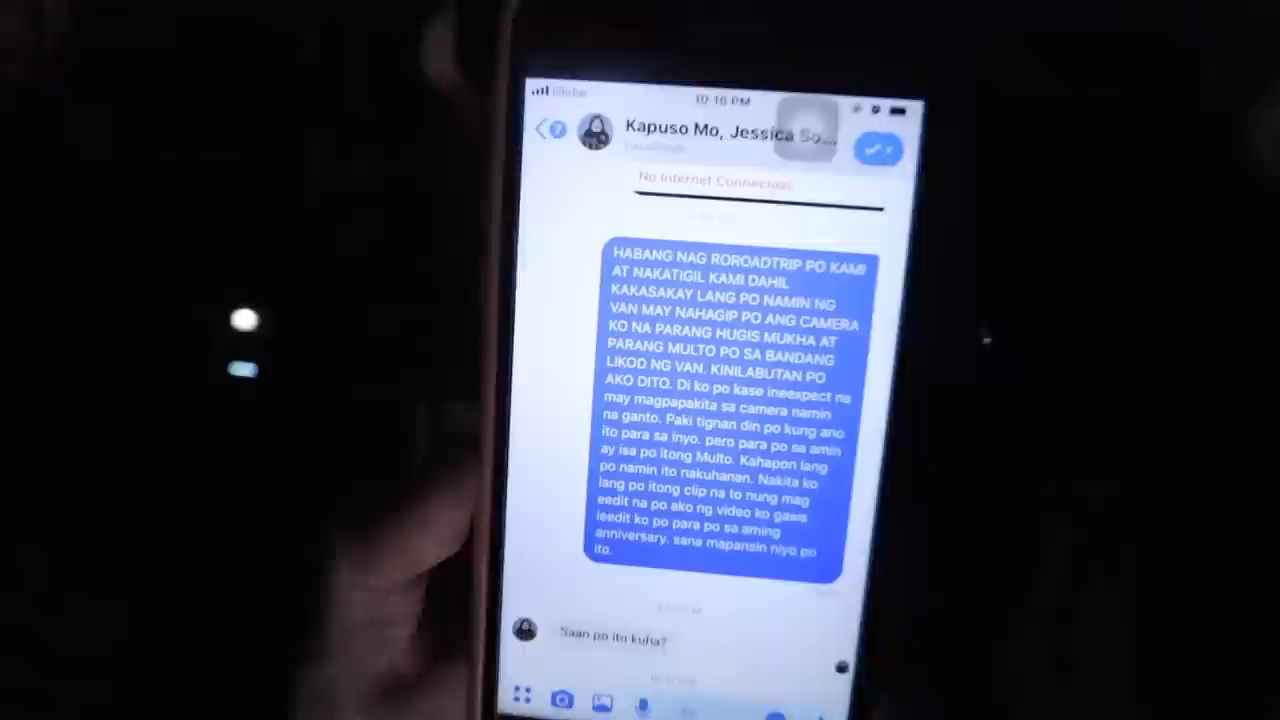 10:16 PM
Kapuso Mo, Jessica So...
No Internet Connection
HABANG NAG ROROADTRIP PO KAMI
AT NAKATIGIL KAMI DAHIL
KAKASAKAY LANG PO NAMIN NG
VAN MAY NAHAGIP PO ANG CAMERA
KO NA PARANG HUGIS MUKHA AT
PARANG MULTO PO SA BANDANG
LIKOD NG VAN. KINILABUTAN PO
AKO DITO. Di ko po kase ineexpect na
may magpapakita sa camera namin
na ganto. Paki tignan din po kung ano
ito para sa inyo. pero para po sa amin
ay isa po itong Multo. Kahapon lang
po namin ito nakuhanan. Nakita ko
lang po itong clip na to nung mag
eedit na po ako ng video ko gawa
ieedit ko po para po sa aming
anniversary. sana mapansin niyo po
ito.
Saan po ito kuha?